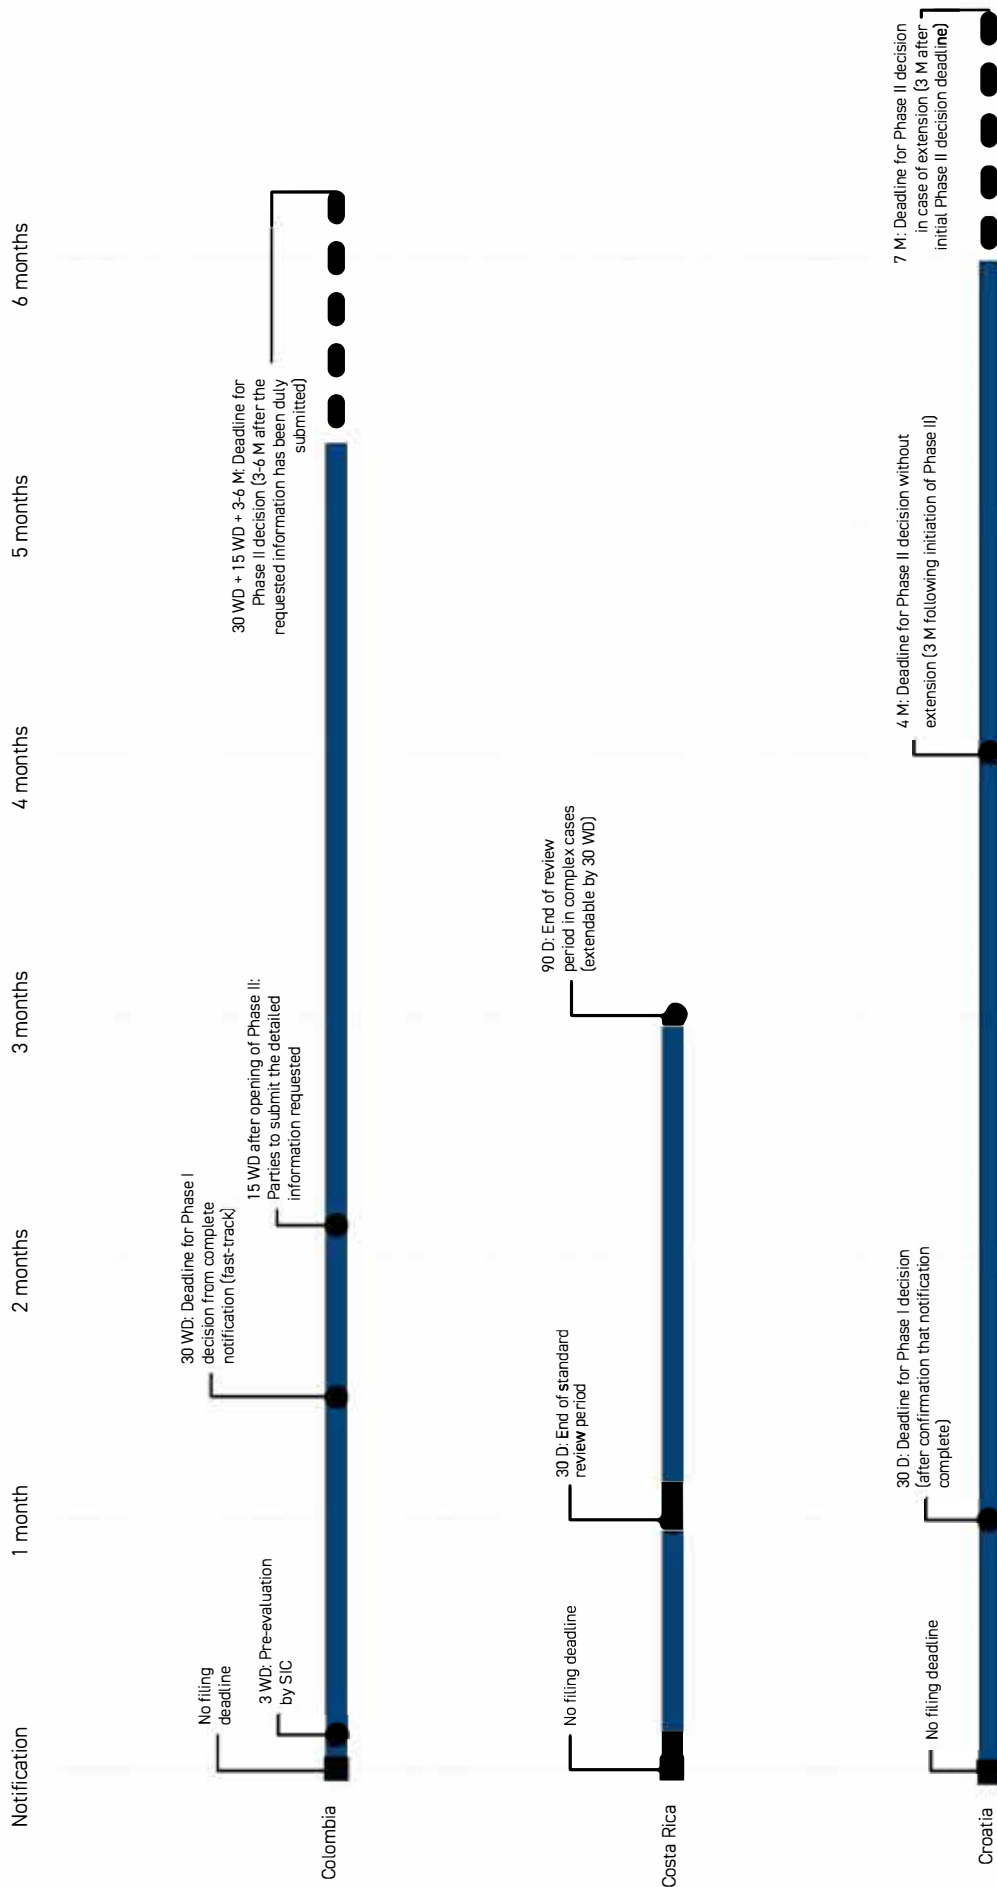 Notification
1 month
2 months
3 months
4 months
5 months
6 months
Colombia
No filing
deadline
3 WD: Pre-evaluation
by SIC
30 WD: Deadline for Phase I
decision from complete
notification (fast-track)
15 WD after opening of Phase II:
Parties to submit the detailed
information requested
30 WD + 15 WD + 3-6 M: Deadline for
Phase II decision (3-6 M after the
requested information has been duly
submitted)
Costa Rica
No filing deadline
30 D: End of standard
review period
90 D: End of review
period in complex cases
(extendable by 30 WD)
Croatia
No filing deadline
30 D: Deadline for Phase I decision
(after confirmation that notification
complete)
4 M: Deadline for Phase II decision without
extension (3 M following initiation of Phase II)
7 M: Deadline for Phase II decision
in case of extension (3 M after
initial Phase II decision deadline)